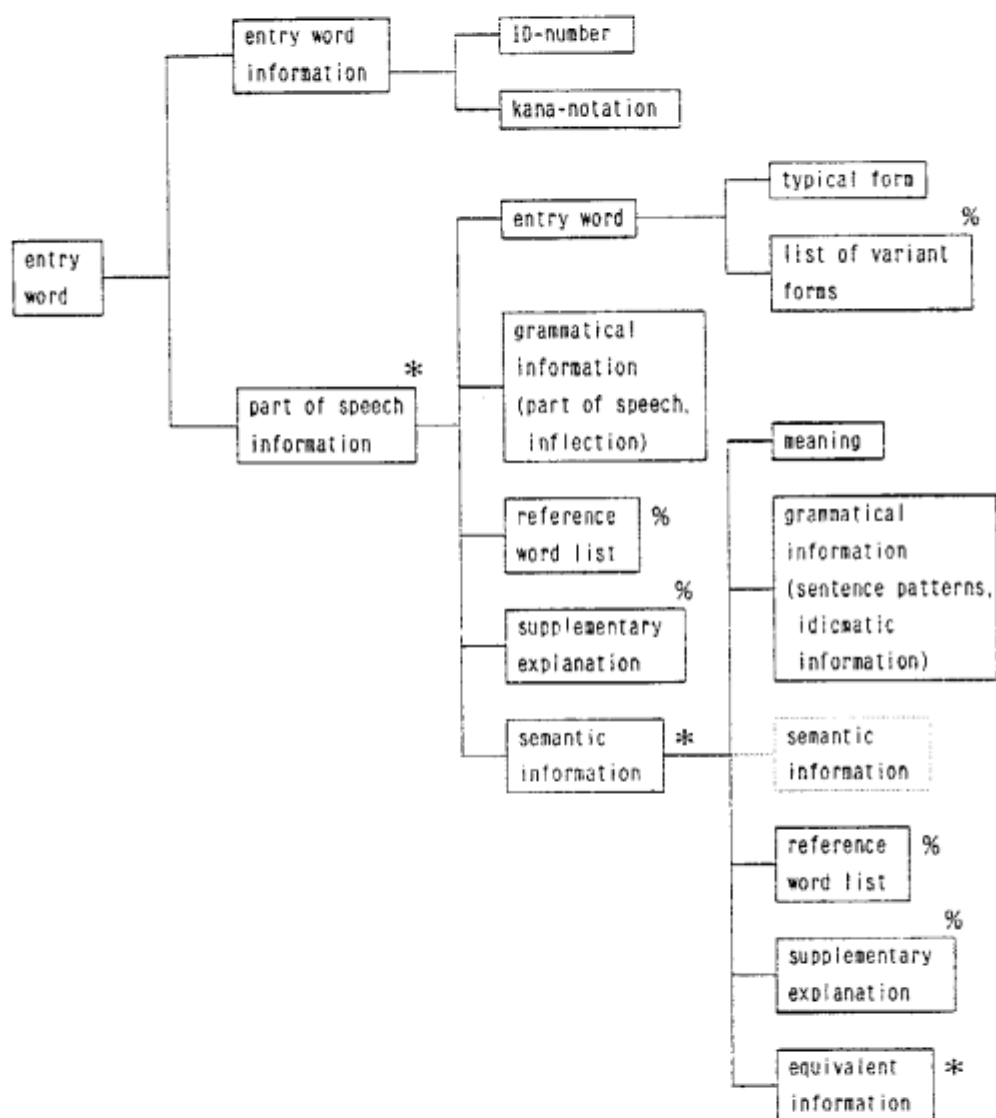 entry word
information
ID-number
kana-notation
entry
word
part of speech
information
*
entry word
typical form
%
list of variant
forms
grammatical
information
(part of speech,
inflection)
reference
word list
%
%
supplementary
explanation
semantic
information
*
meaning
grammatical
information
(sentence patterns,
idicmatic
information)
semantic
information
reference
word list
%
%
supplementary
explanation
equivalent
information
*